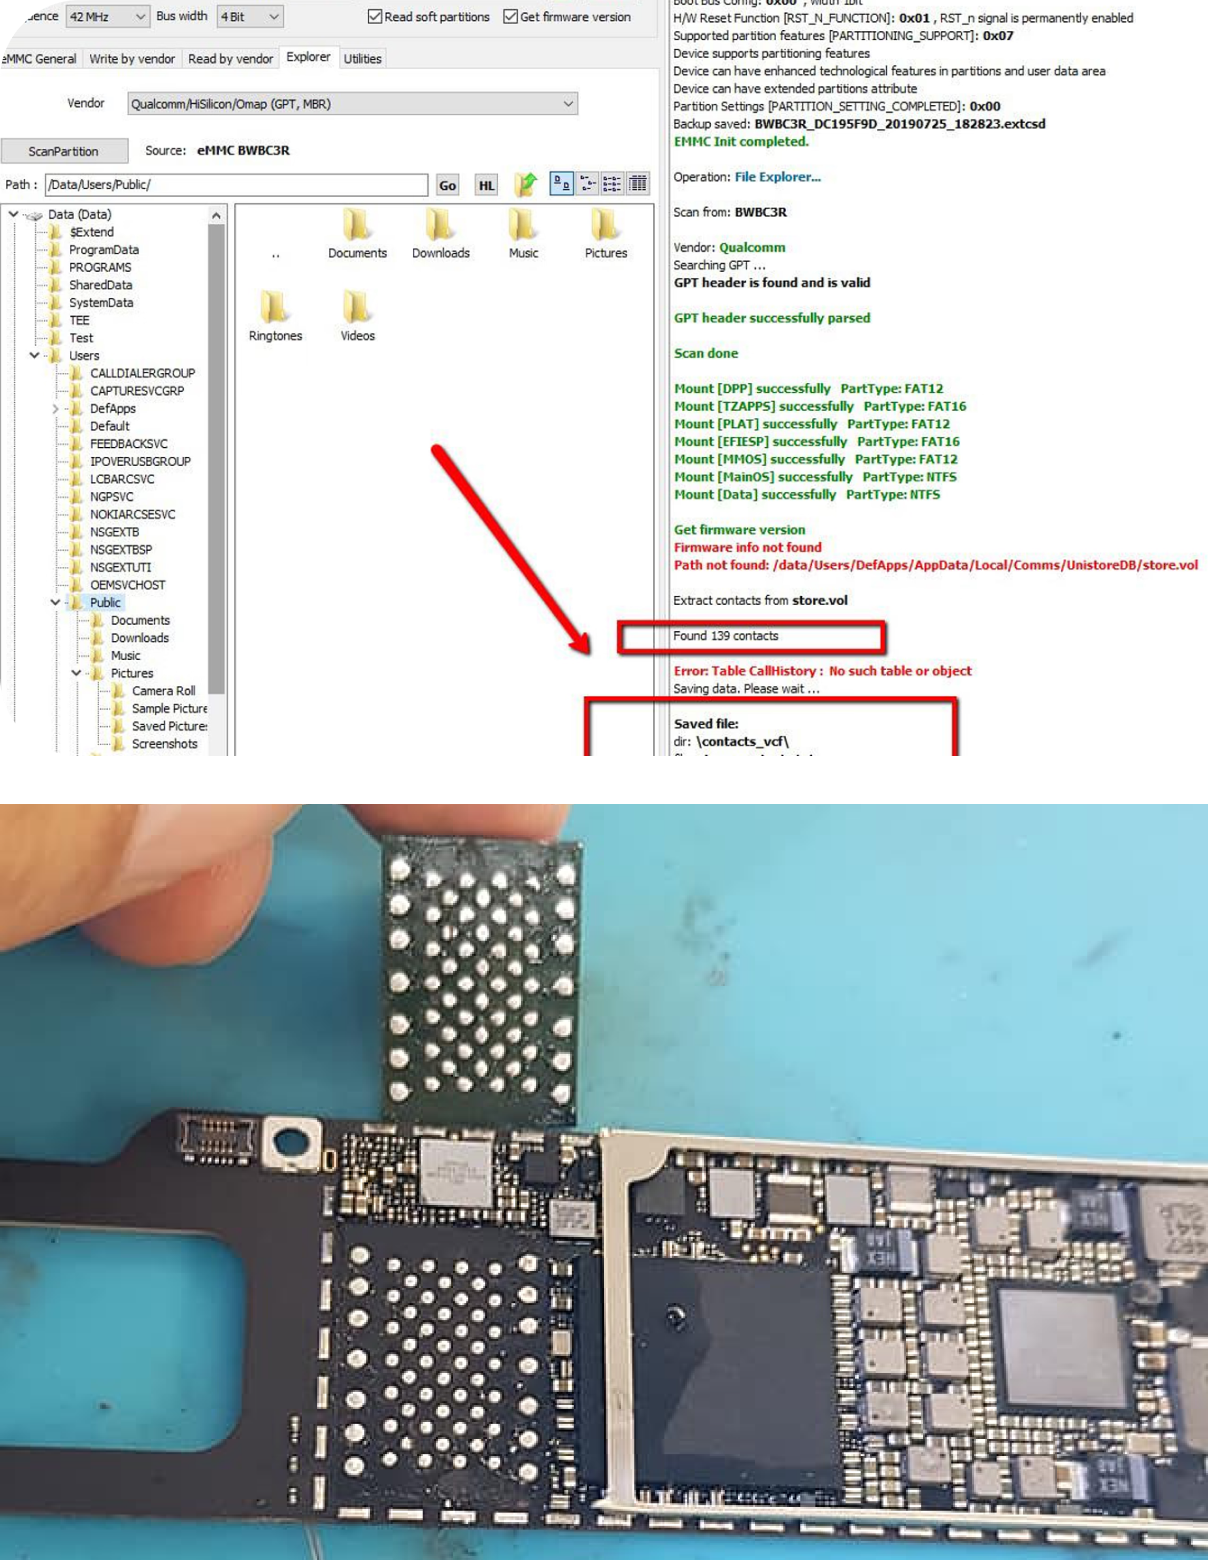 42 MHz Bus width 4 Bit Read soft partitions Get firmware version
eMMC General Write by vendor Read by vendor Explorer Utilities
Vendor Qualcomm/HiSilicon/Omap (GPT, MBR)
ScanPartition Source: eMMC BWBC3R
Path : /Data/Users/Public/ Go HL
Data (Data)
$Extend
ProgramData
PROGRAMS
SharedData
SystemData
TEE
Test
Users
CALLDIALERGROUP
CAPTURESVCGRP
DefApps
Default
FEEDBACKSVC
IPOVERUSBGROUP
LCBARCSVC
NGPSVC
NOKIARCSESVC
NSGEXTB
NSGEXTBSP
NSGEXTUTI
OEMSVCHOST
Public
Documents
Downloads
Music
Pictures
Camera Roll
Sample Picture
Saved Pictures
Screenshots
.. Documents Downloads Music Pictures
Ringtones Videos
Boot Bus Config: 0x00 , width 1bit
H/W Reset Function [RST_N_FUNCTION]: 0x01 , RST_n signal is permanently enabled
Supported partition features [PARTITIONING_SUPPORT]: 0x07
Device supports partitioning features
Device can have enhanced technological features in partitions and user data area
Device can have extended partitions attribute
Partition Settings [PARTITION_SETTING_COMPLETED]: 0x00
Backup saved: BWBC3R_DC195F9D_20190725_182823.extcsd
EMMC Init completed.
Operation: File Explorer...
Scan from: BWBC3R
Vendor: Qualcomm
Searching GPT ...
GPT header is found and is valid
GPT header successfully parsed
Scan done
Mount [DPP] successfully PartType: FAT12
Mount [TZAPPS] successfully PartType: FAT16
Mount [PLAT] successfully PartType: FAT12
Mount [EFIESP] successfully PartType: FAT16
Mount [MMOS] successfully PartType: FAT12
Mount [MainOS] successfully PartType: NTFS
Mount [Data] successfully PartType: NTFS
Get firmware version
Firmware info not found
Path not found: /data/Users/DefApps/AppData/Local/Comms/UnistoreDB/store.vol
Extract contacts from store.vol
Found 139 contacts
Error: Table CallHistory : No such table or object
Saving data. Please wait ...
Saved file:
dir: \contacts_vcf\